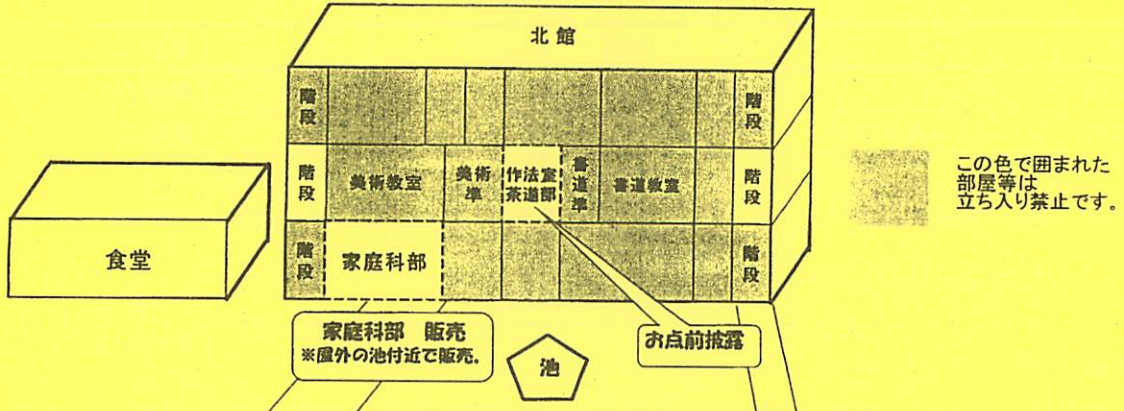 北館
階段
階段
階段
美術教室
美術準
作法室
茶道部
書道準
書道教室
階段
この色で囲まれた
部屋等は
立ち入り禁止です。
食堂
階段
家庭科部
階段
家庭科部 販売
※屋外の池付近で販売。
お点前披露
池